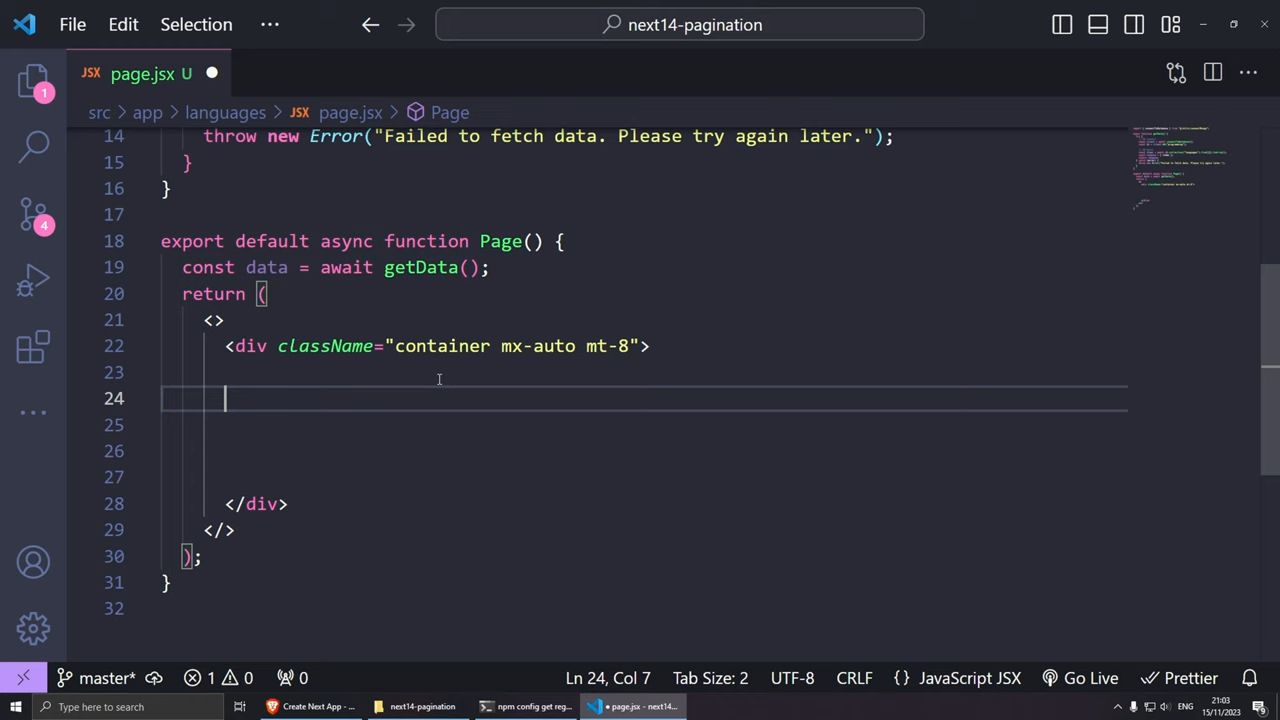 File Edit Selection ··· next14-pagination
JSX page.jsx U
src > app > languages > JSX page.jsx > Page
14 throw new Error("Failed to fetch data. Please try again later.");
15 }
16 }
17
18 export default async function Page() {
19 const data = await getData();
20 return (
21 <>
22 <div className="container mx-auto mt-8">
23
24
25
26
27
28 </div>
29 </>
30 );
31 }
32
1
4
master* 1 0 0 Ln 24, Col 7 Tab Size: 2 UTF-8 CRLF {} JavaScript JSX Go Live Prettier
Type here to search Create Next App - ... next14-pagination npm config get reg... ● page.jsx - next14... ENG 21:03
15/11/2023 9